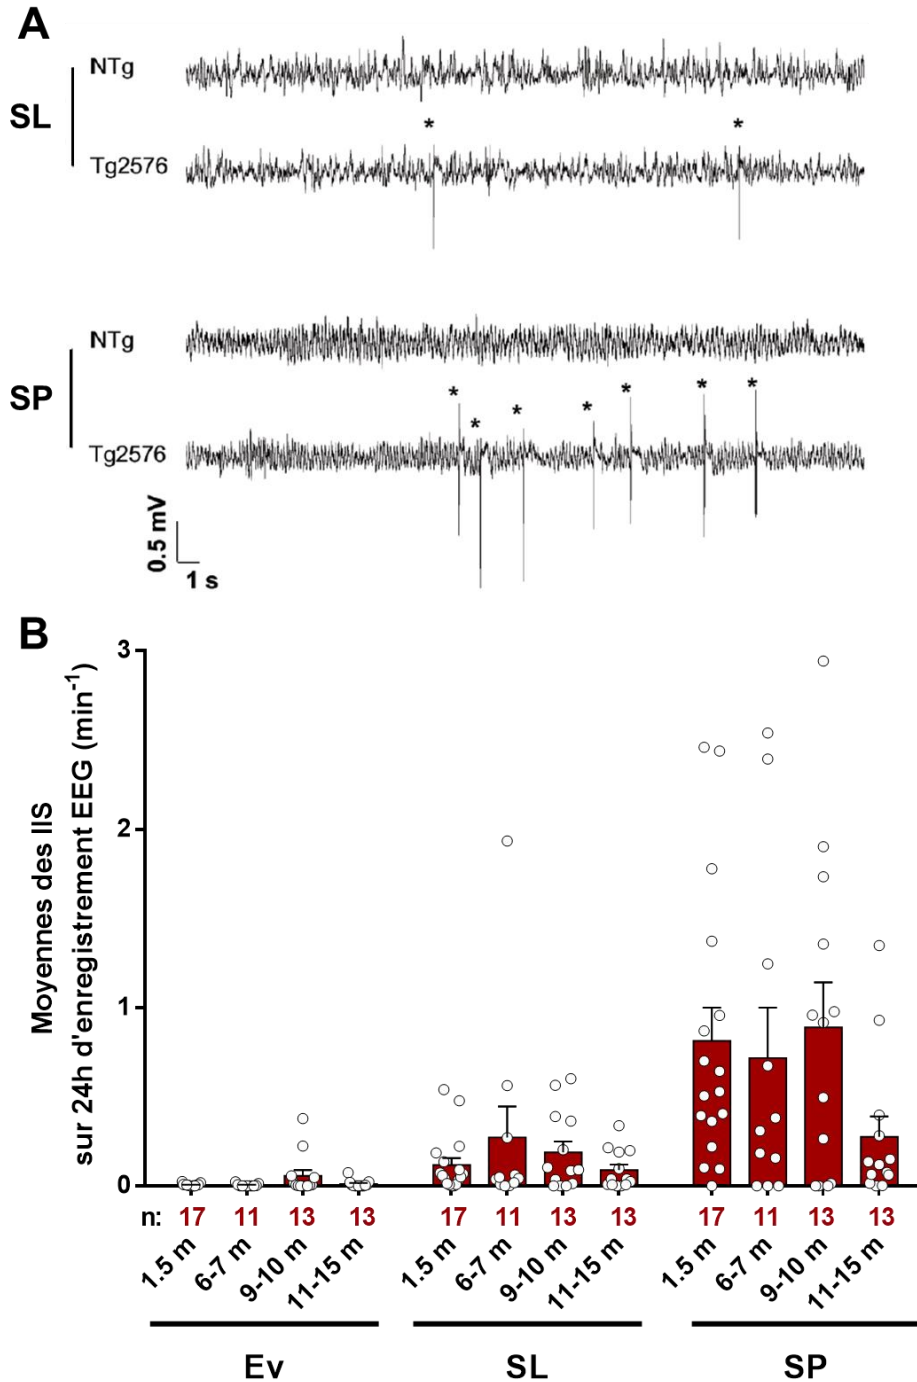 A
NTg
SL
* *
Tg2576
NTg
SP
* * * * * * *
Tg2576
0.5 mV
1 s
B
Moyennes des IIS
sur 24h d'enregistrement EEG (min⁻¹)
3
2
1
0
n: 17 11 13 13 17 11 13 13 17 11 13 13
1.5 m 6-7 m 9-10 m 11-15 m 1.5 m 6-7 m 9-10 m 11-15 m 1.5 m 6-7 m 9-10 m 11-15 m
Ev SL SP